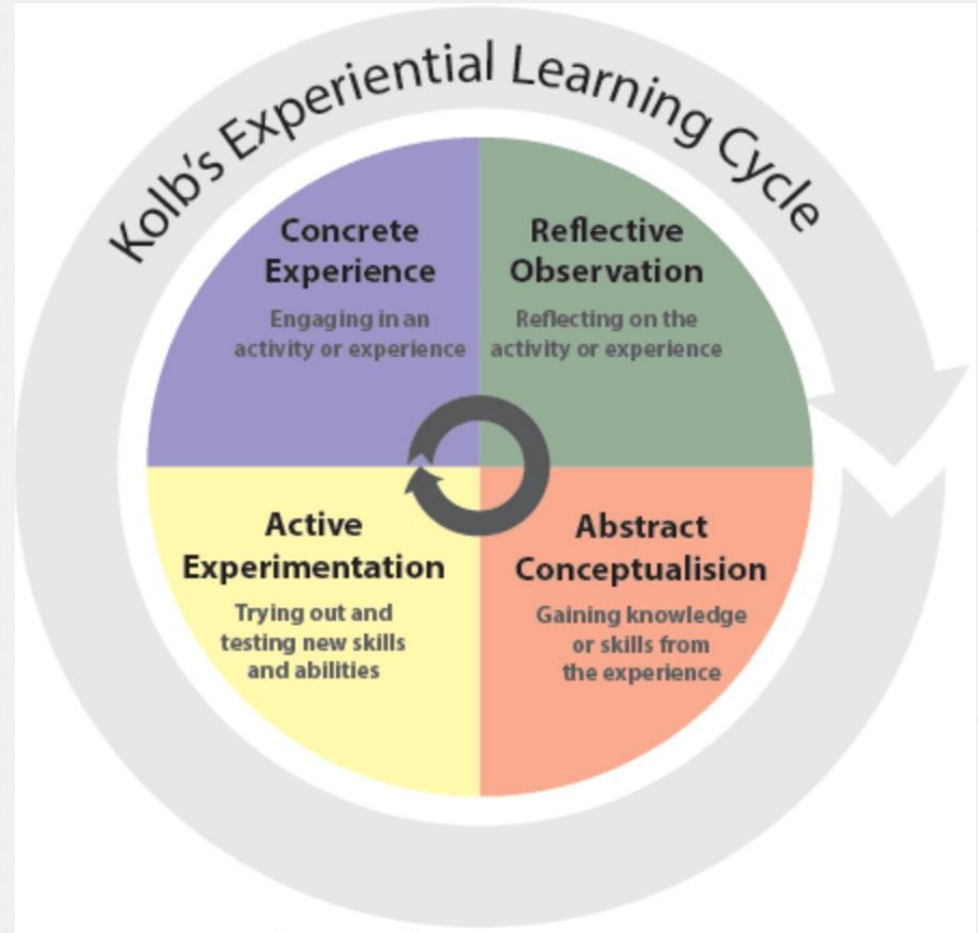 Kolb's Experiential Learning Cycle
Concrete
Experience
Engaging in an
activity or experience
Reflective
Observation
Reflecting on the
activity or experience
Active
Experimentation
Trying out and
testing new skills
and abilities
Abstract
Conceptualision
Gaining knowledge
or skills from
the experience